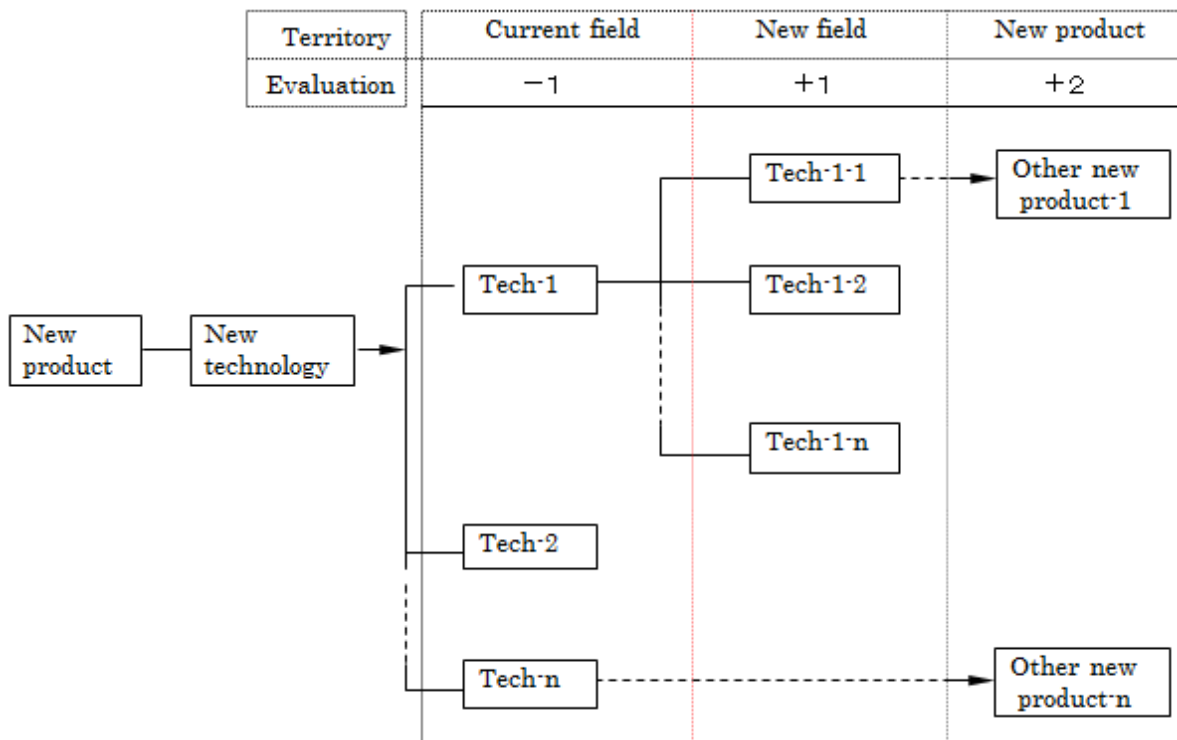 Territory
Current field
New field
New product
Evaluation
−1
+1
+2
Tech-1-1
Other new
product-1
Tech-1
Tech-1-2
New
product
New
technology
Tech-1-n
Tech-2
Tech-n
Other new
product-n